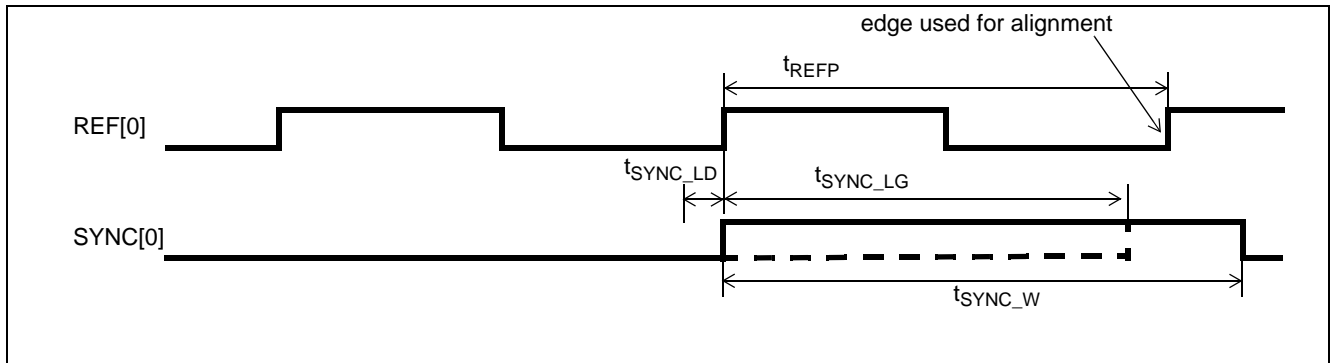 edge used for alignment
tREFP
REF[0]
tSYNC_LD
tSYNC_LG
SYNC[0]
tSYNC_W